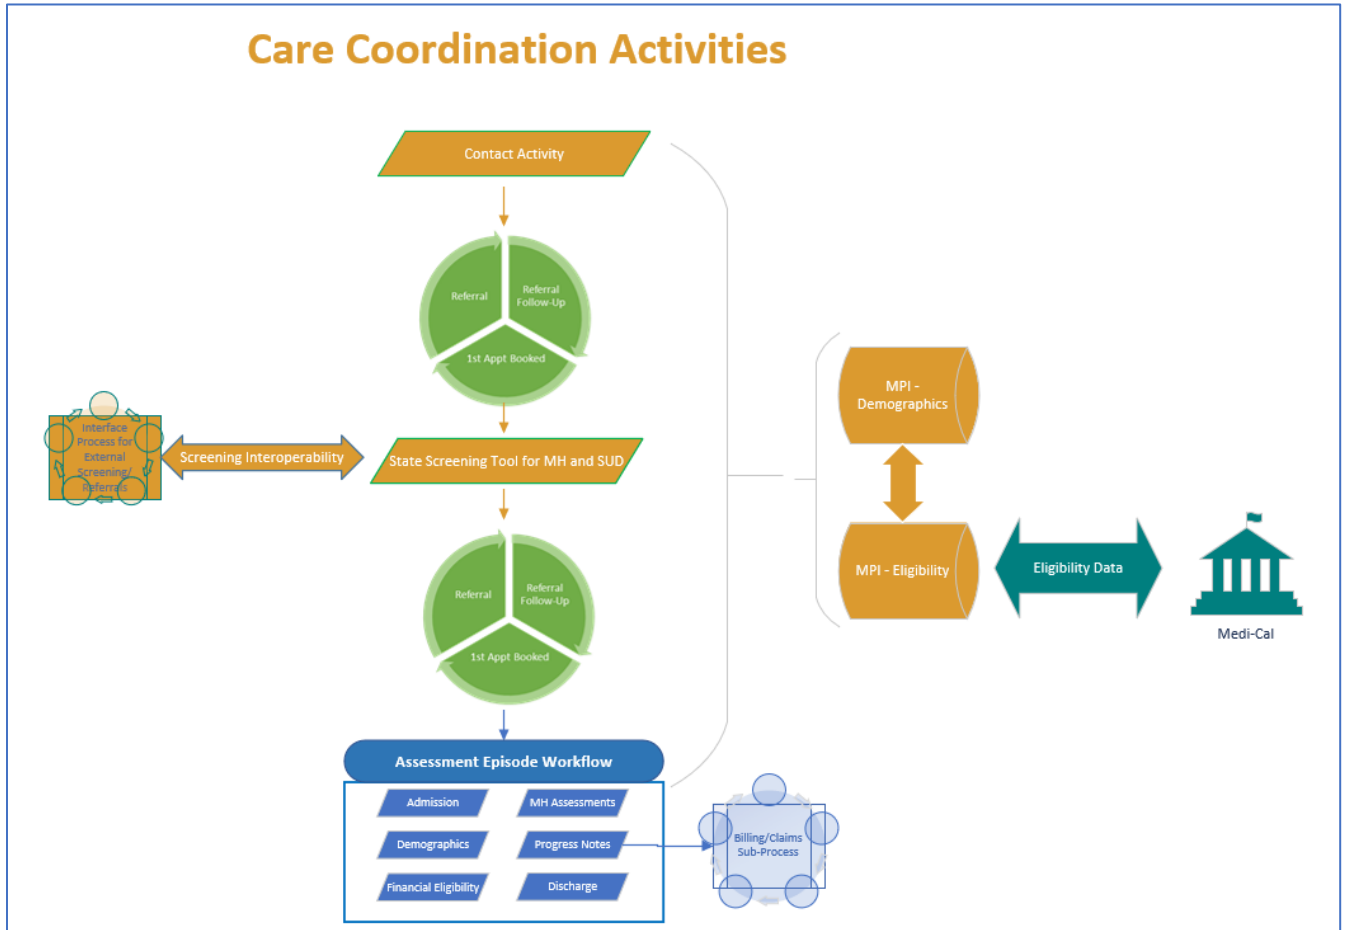 Care Coordination Activities
Contact Activity
Referral
Referral
Follow-Up
1st Appt Booked
Interface
Process for
External
Screening/
Referrals
Screening Interoperability
State Screening Tool for MH and SUD
Referral
Referral
Follow-Up
1st Appt Booked
MPI -
Demographics
MPI - Eligibility
Eligibility Data
Medi-Cal
Assessment Episode Workflow
Admission
MH Assessments
Demographics
Progress Notes
Financial Eligibility
Discharge
Billing/Claims
Sub-Process